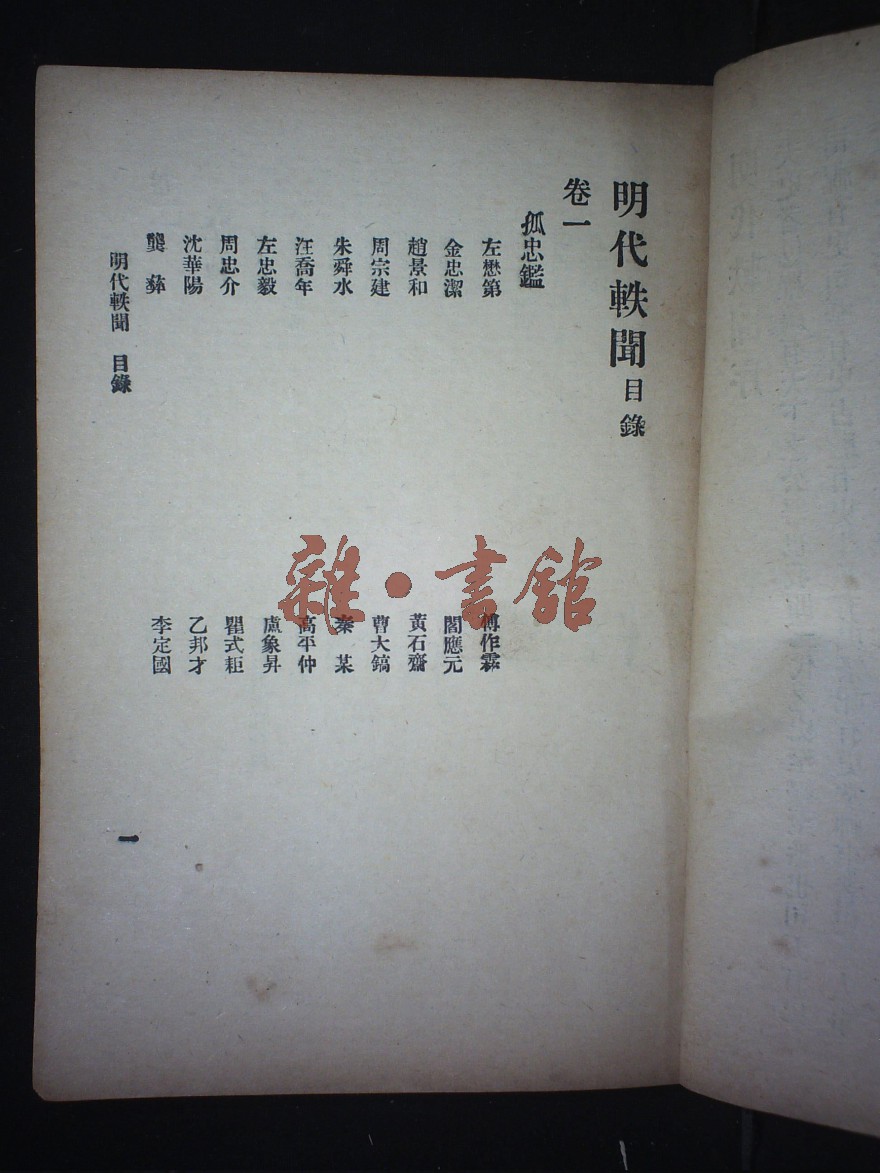 明代軼聞目錄
卷一
孤忠鑑
左懋第 傅作霖
金忠潔 閻應元
趙景和 黃石齋
周宗建 曹大鎬
朱舜水 秦某
汪喬年 高平仲
左忠毅 盧象昇
周忠介 瞿式耟
沈華陽 乙邦才
龔彝 李定國
明代軼聞 目錄
一
雜·書館